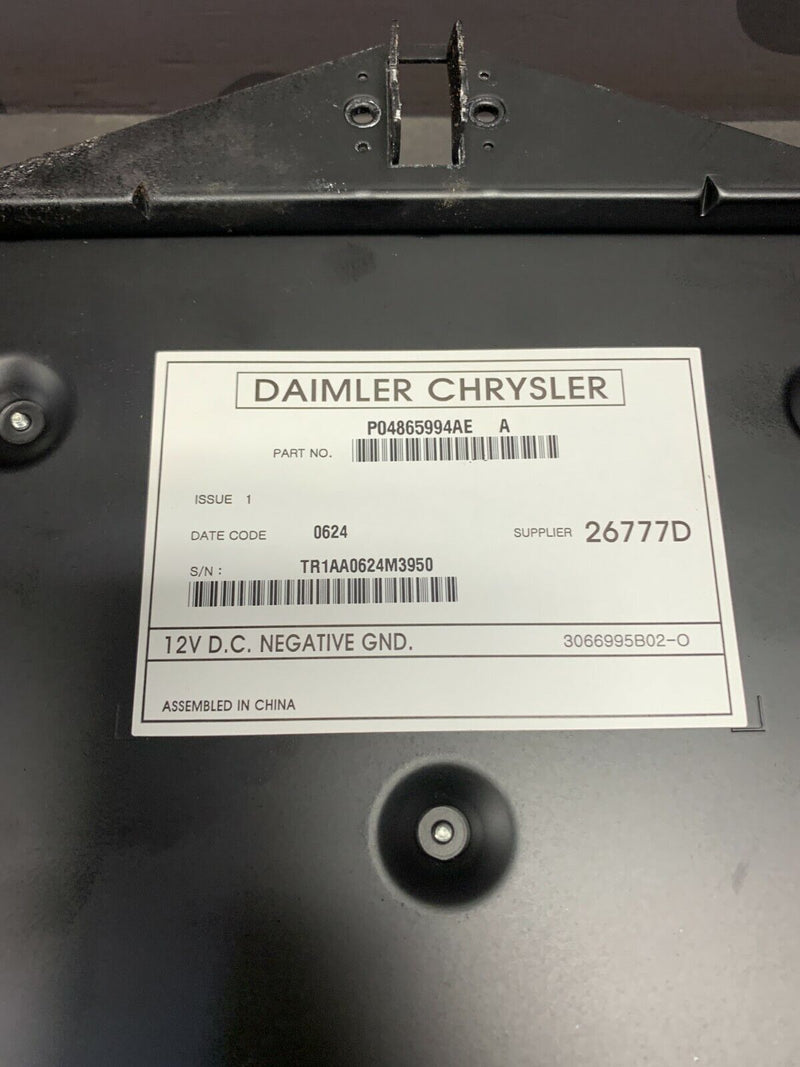 DAIMLER CHRYSLER
P04865994AE A
PART NO.
ISSUE 1
DATE CODE 0624 SUPPLIER 26777D
S/N : TR1AA0624M3950
12V D.C. NEGATIVE GND. 3066995B02-O
ASSEMBLED IN CHINA